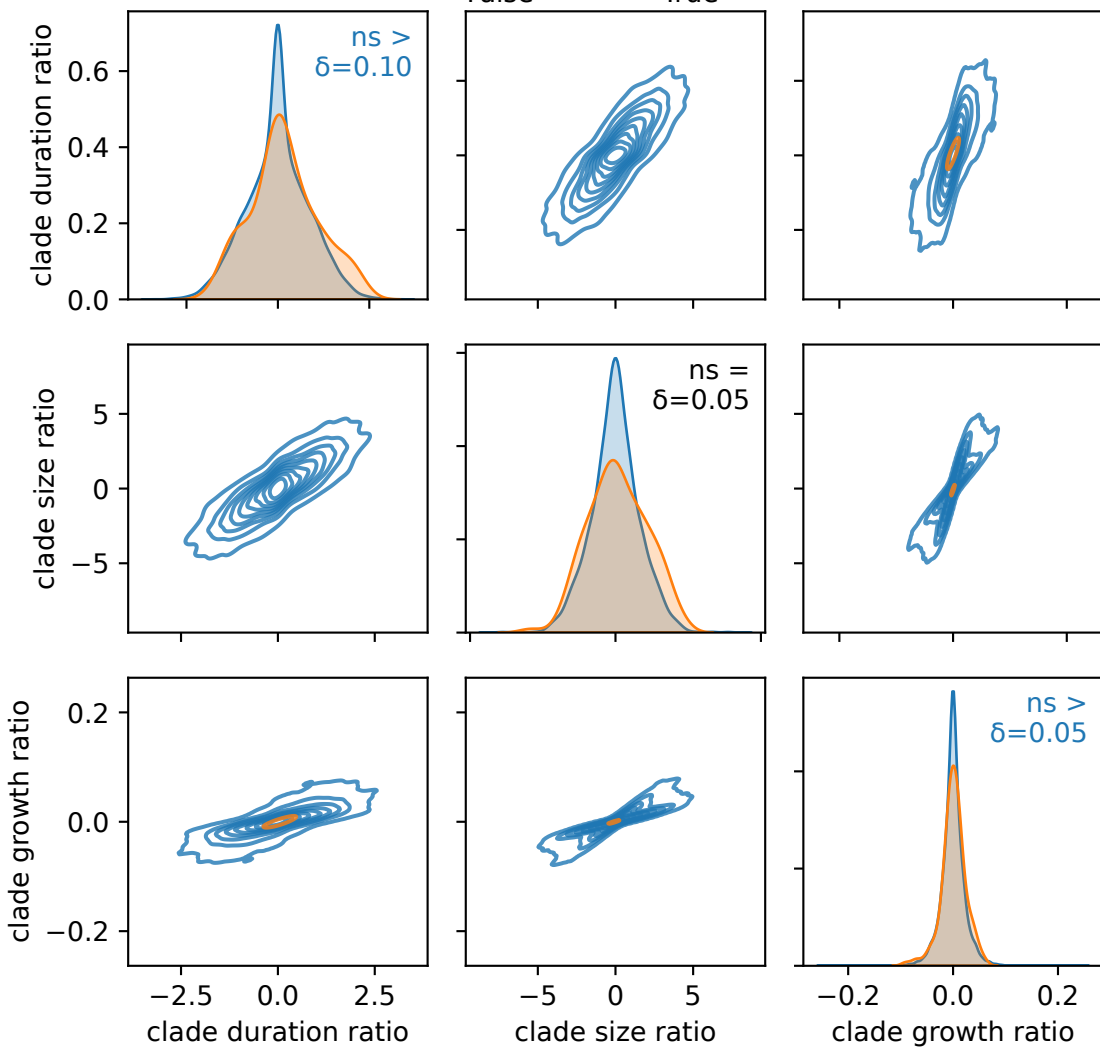 False True
clade duration ratio
0.6
0.4
0.2
0.0
ns >
δ=0.10
clade size ratio
5
0
−5
ns =
δ=0.05
clade growth ratio
0.2
0.0
−0.2
ns >
δ=0.05
−2.5 0.0 2.5
−5 0 5
−0.2 0.0 0.2
clade duration ratio
clade size ratio
clade growth ratio